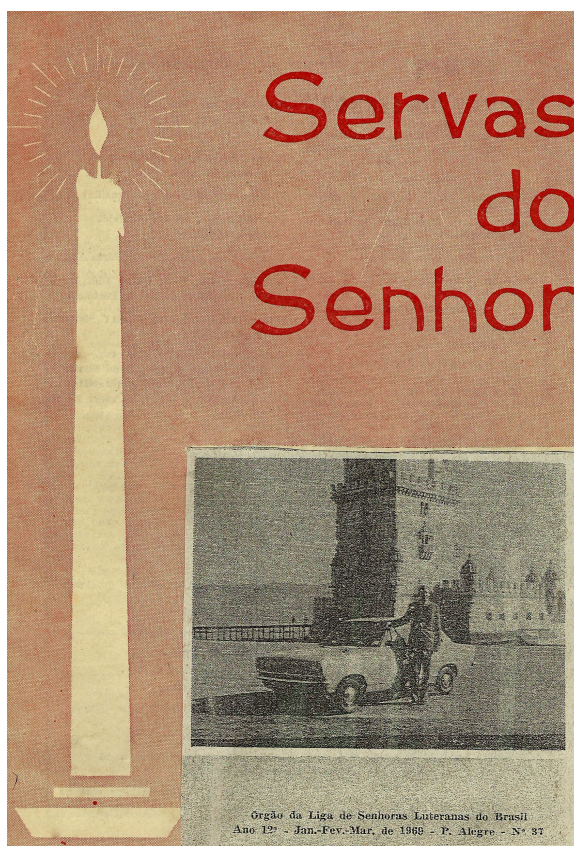 Servas
do
Senhor
órgão da Liga de Senhoras Luteranas do Brasil
Ano 12º - Jan.-Fev.-Mar. de 1969 - P. Alegre - Nº 37